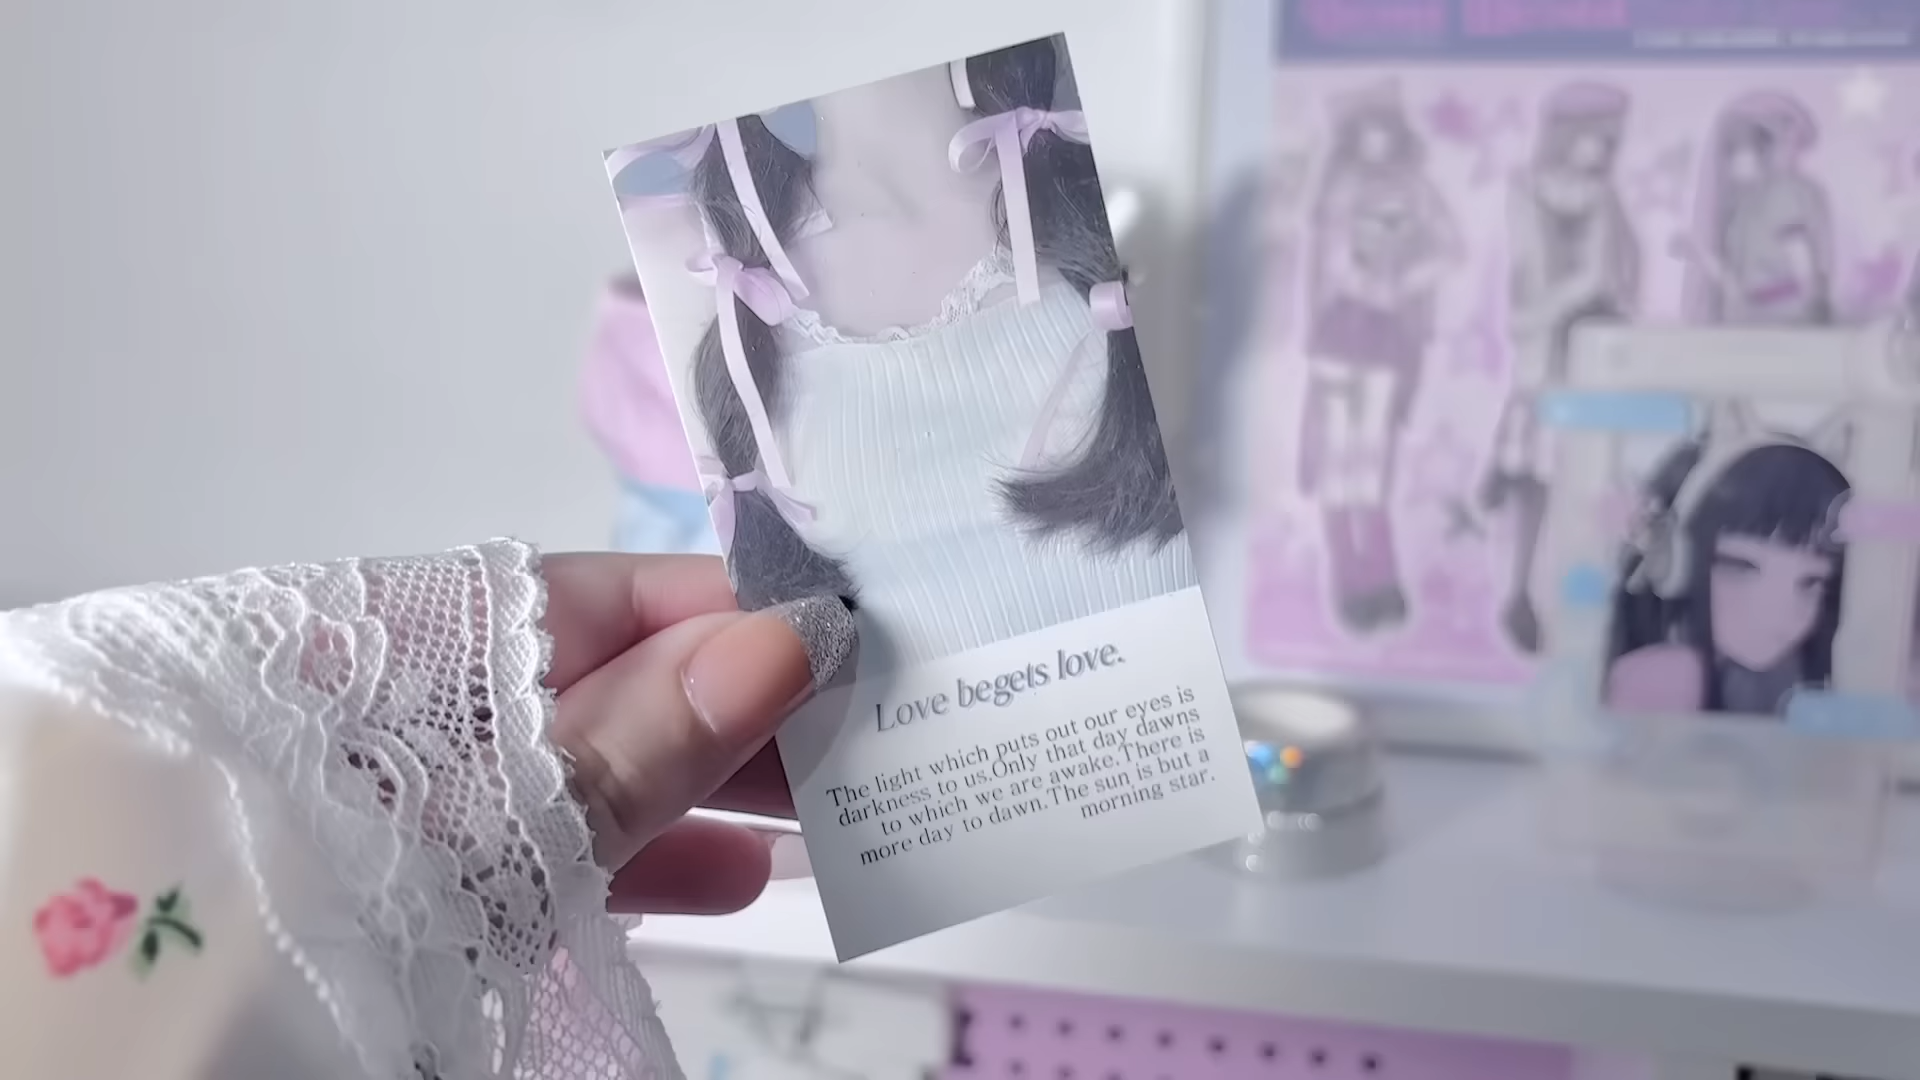 Love begets love.
The light which puts out our eyes is
darkness to us.Only that day dawns
to which we are awake.There is
more day to dawn.The sun is but a
morning star.